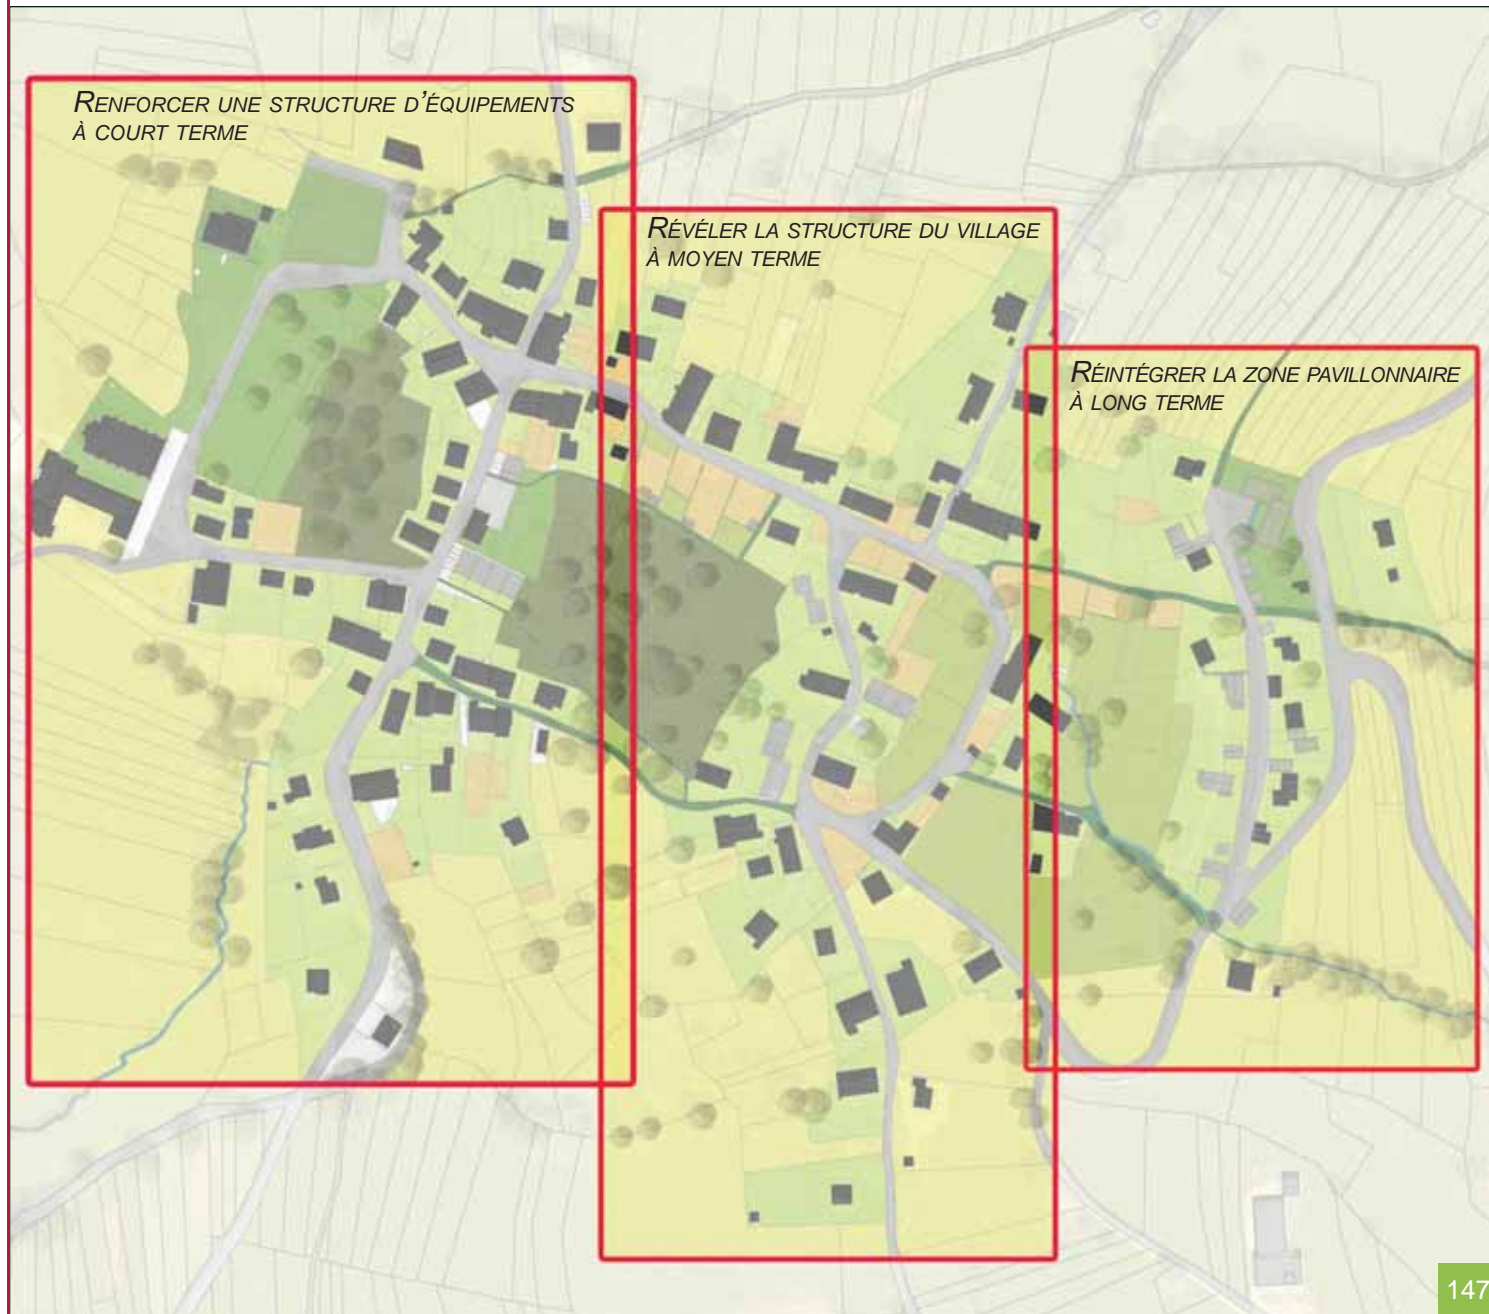 RENFORCER UNE STRUCTURE D'ÉQUIPEMENTS
À COURT TERME
RÉVÉLER LA STRUCTURE DU VILLAGE
À MOYEN TERME
RÉINTÉGRER LA ZONE PAVILLONNAIRE
À LONG TERME
147